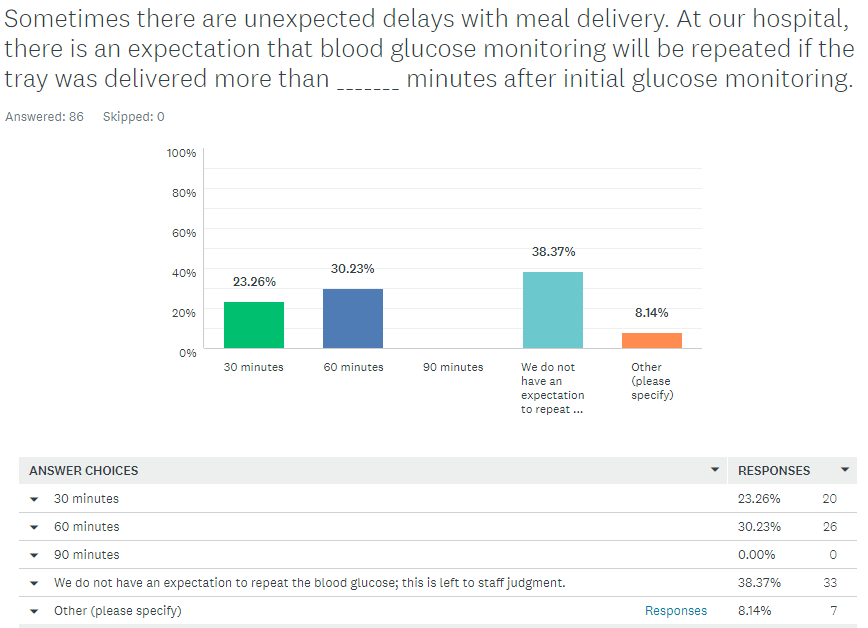 Sometimes there are unexpected delays with meal delivery. At our hospital,
there is an expectation that blood glucose monitoring will be repeated if the
tray was delivered more than _______ minutes after initial glucose monitoring.
Answered: 86 Skipped: 0
100%
80%
60%
40%
20%
0%
23.26%
30.23%
38.37%
8.14%
30 minutes
60 minutes
90 minutes
We do not
have an
expectation
to repeat ...
Other
(please
specify)
ANSWER CHOICES RESPONSES
30 minutes 23.26% 20
60 minutes 30.23% 26
90 minutes 0.00% 0
We do not have an expectation to repeat the blood glucose; this is left to staff judgment. 38.37% 33
Other (please specify) Responses 8.14% 7